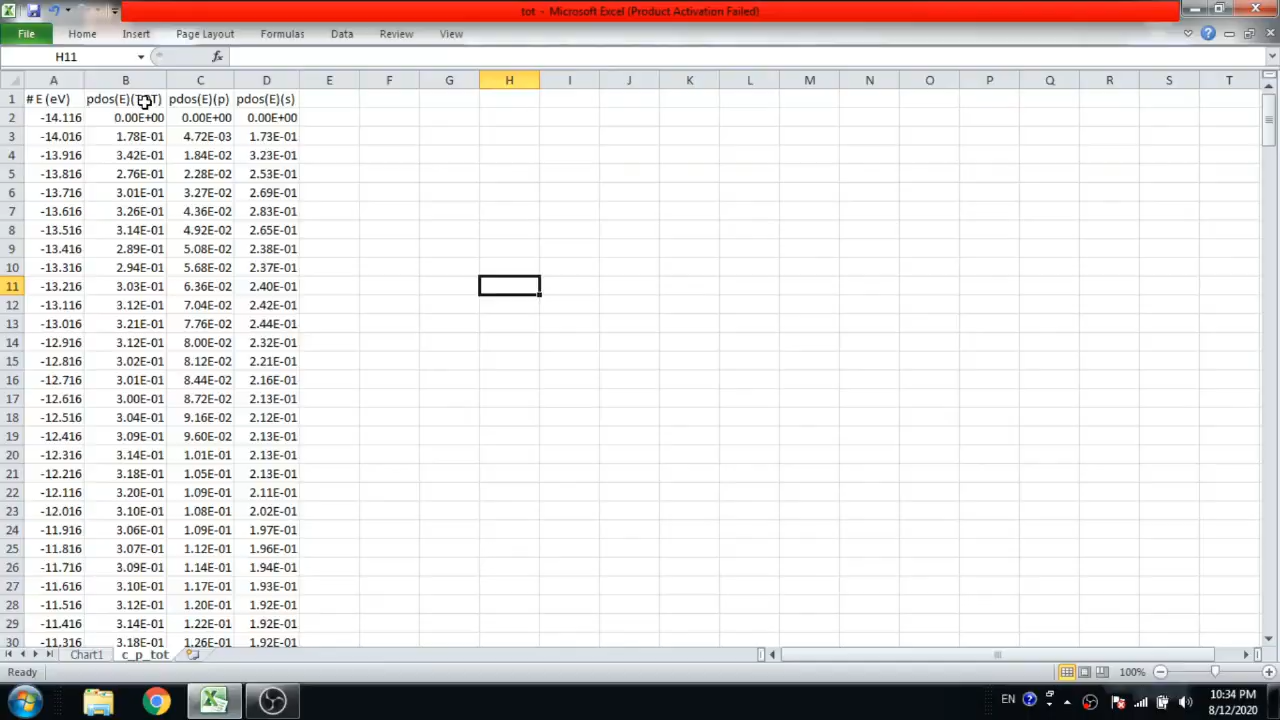 tot - Microsoft Excel (Product Activation Failed)
File Home Insert Page Layout Formulas Data Review View
H11 fx
A B C D E F G H I J K L M N O P Q R S T
1 # E (eV) pdos(E)(TOT) pdos(E)(p) pdos(E)(s)
2 -14.116 0.00E+00 0.00E+00 0.00E+00
3 -14.016 1.78E-01 4.72E-03 1.73E-01
4 -13.916 3.42E-01 1.84E-02 3.23E-01
5 -13.816 2.76E-01 2.28E-02 2.53E-01
6 -13.716 3.01E-01 3.27E-02 2.69E-01
7 -13.616 3.26E-01 4.36E-02 2.83E-01
8 -13.516 3.14E-01 4.92E-02 2.65E-01
9 -13.416 2.89E-01 5.08E-02 2.38E-01
10 -13.316 2.94E-01 5.68E-02 2.37E-01
11 -13.216 3.03E-01 6.36E-02 2.40E-01
12 -13.116 3.12E-01 7.04E-02 2.42E-01
13 -13.016 3.21E-01 7.76E-02 2.44E-01
14 -12.916 3.12E-01 8.00E-02 2.32E-01
15 -12.816 3.02E-01 8.12E-02 2.21E-01
16 -12.716 3.01E-01 8.44E-02 2.16E-01
17 -12.616 3.00E-01 8.72E-02 2.13E-01
18 -12.516 3.04E-01 9.16E-02 2.12E-01
19 -12.416 3.09E-01 9.60E-02 2.13E-01
20 -12.316 3.14E-01 1.01E-01 2.13E-01
21 -12.216 3.18E-01 1.05E-01 2.13E-01
22 -12.116 3.20E-01 1.09E-01 2.11E-01
23 -12.016 3.10E-01 1.08E-01 2.02E-01
24 -11.916 3.06E-01 1.09E-01 1.97E-01
25 -11.816 3.07E-01 1.12E-01 1.96E-01
26 -11.716 3.09E-01 1.14E-01 1.94E-01
27 -11.616 3.10E-01 1.17E-01 1.93E-01
28 -11.516 3.12E-01 1.20E-01 1.92E-01
29 -11.416 3.14E-01 1.22E-01 1.92E-01
30 -11.316 3.18E-01 1.26E-01 1.92E-01
Chart1 c_p_tot
Ready 100%
EN 10:34 PM
8/12/2020